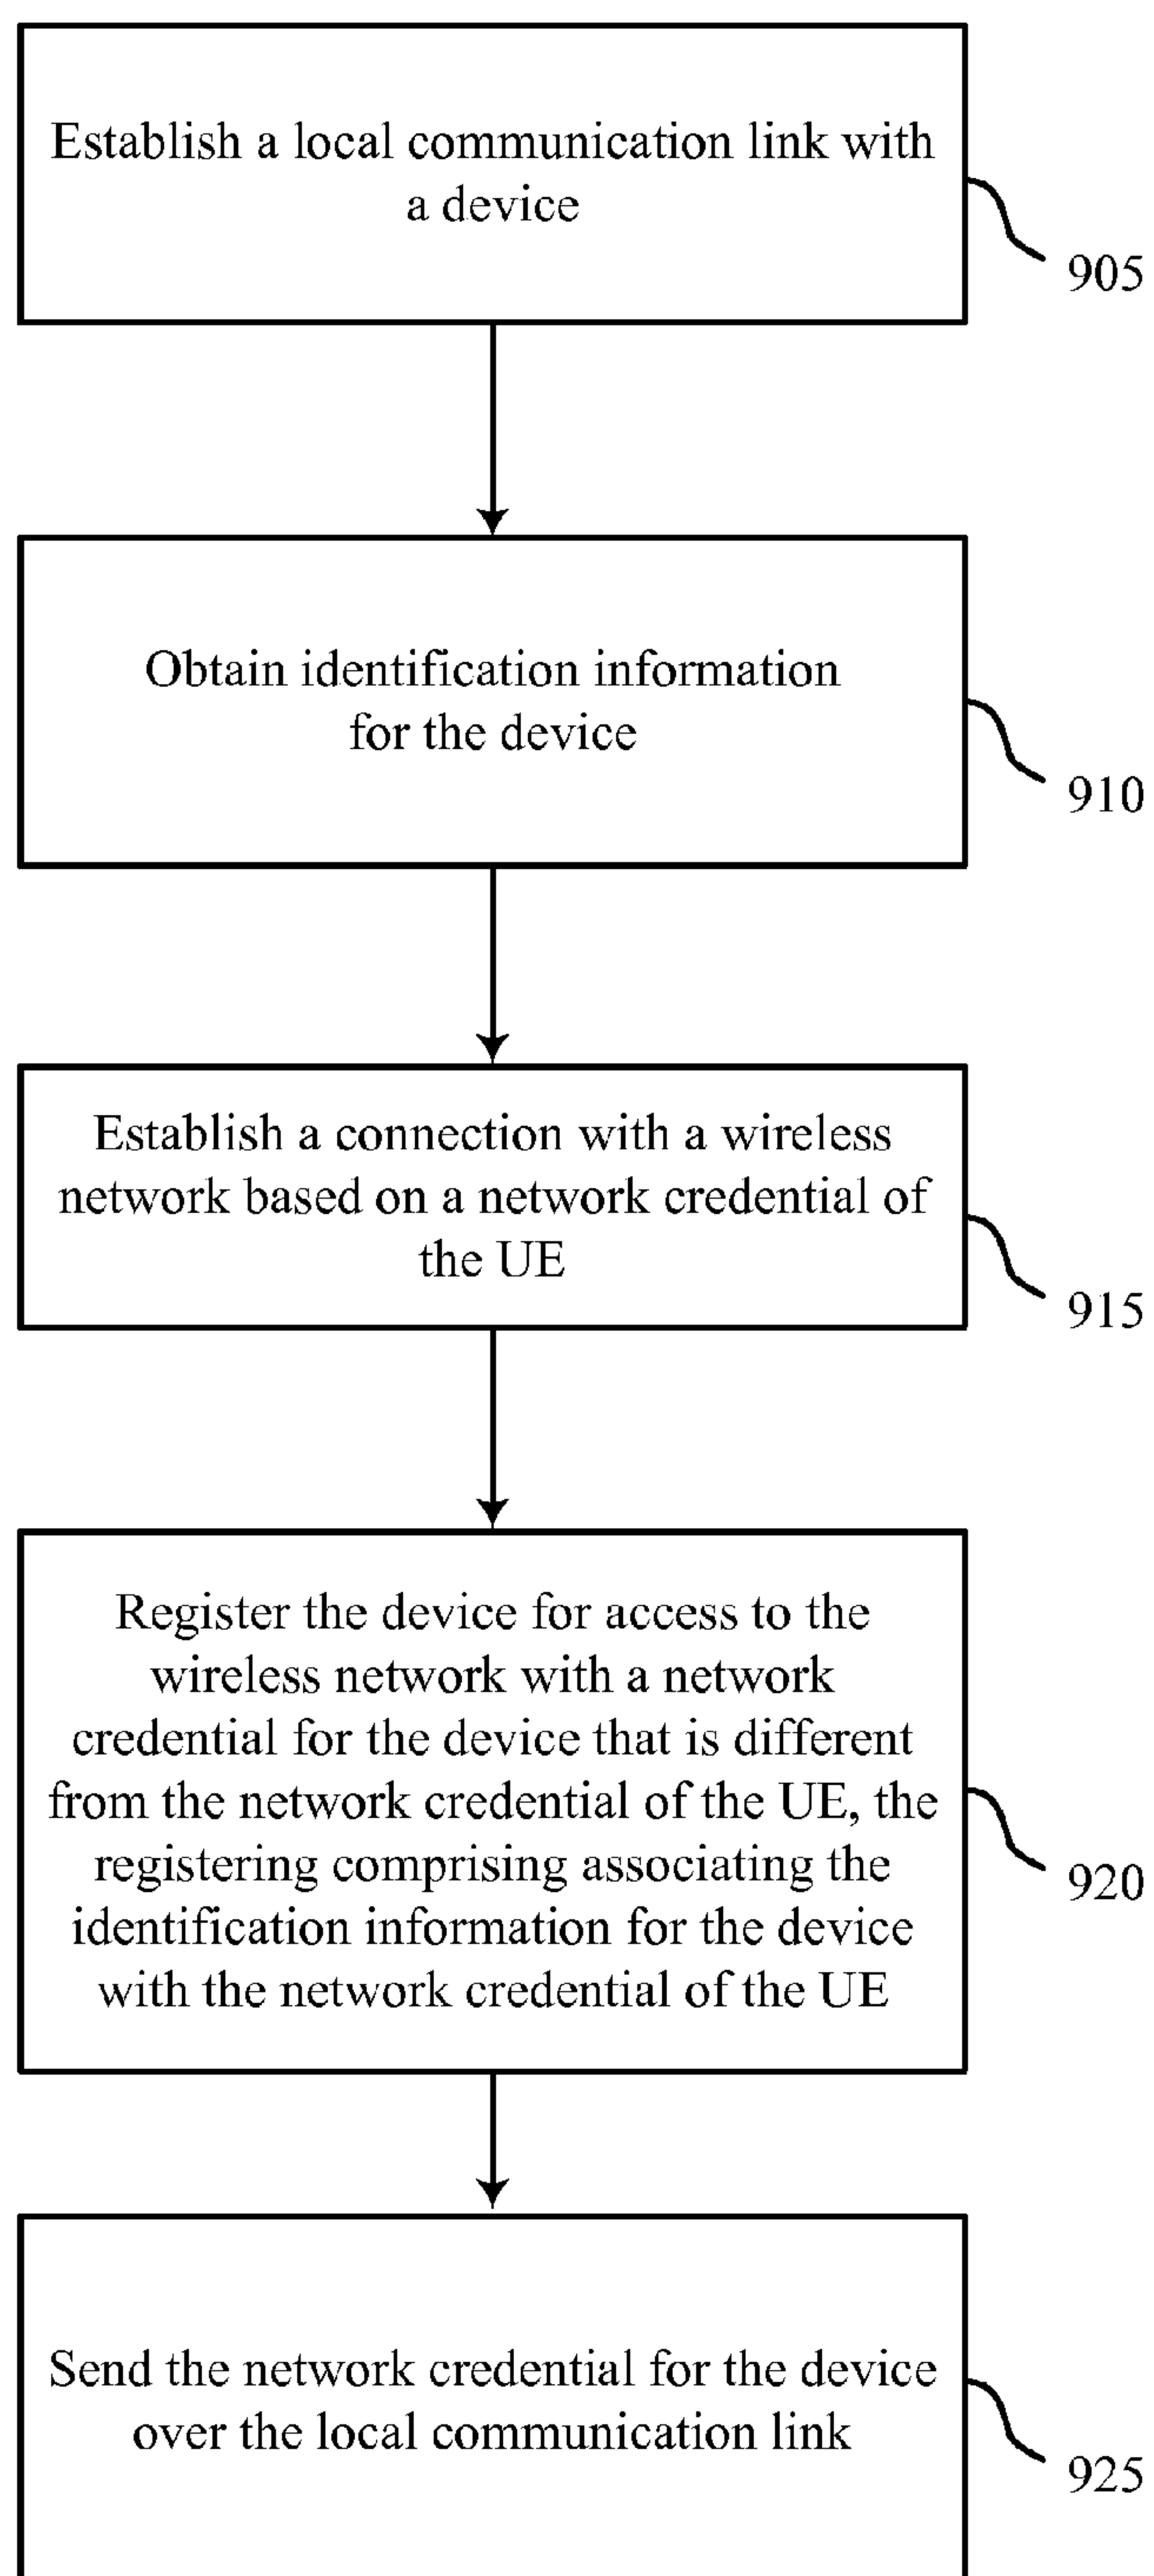 Establish a local communication link with
a device
905
Obtain identification information
for the device
910
Establish a connection with a wireless
network based on a network credential of
the UE
915
Register the device for access to the
wireless network with a network
credential for the device that is different
from the network credential of the UE, the
registering comprising associating the
identification information for the device
with the network credential of the UE
920
Send the network credential for the device
over the local communication link
925